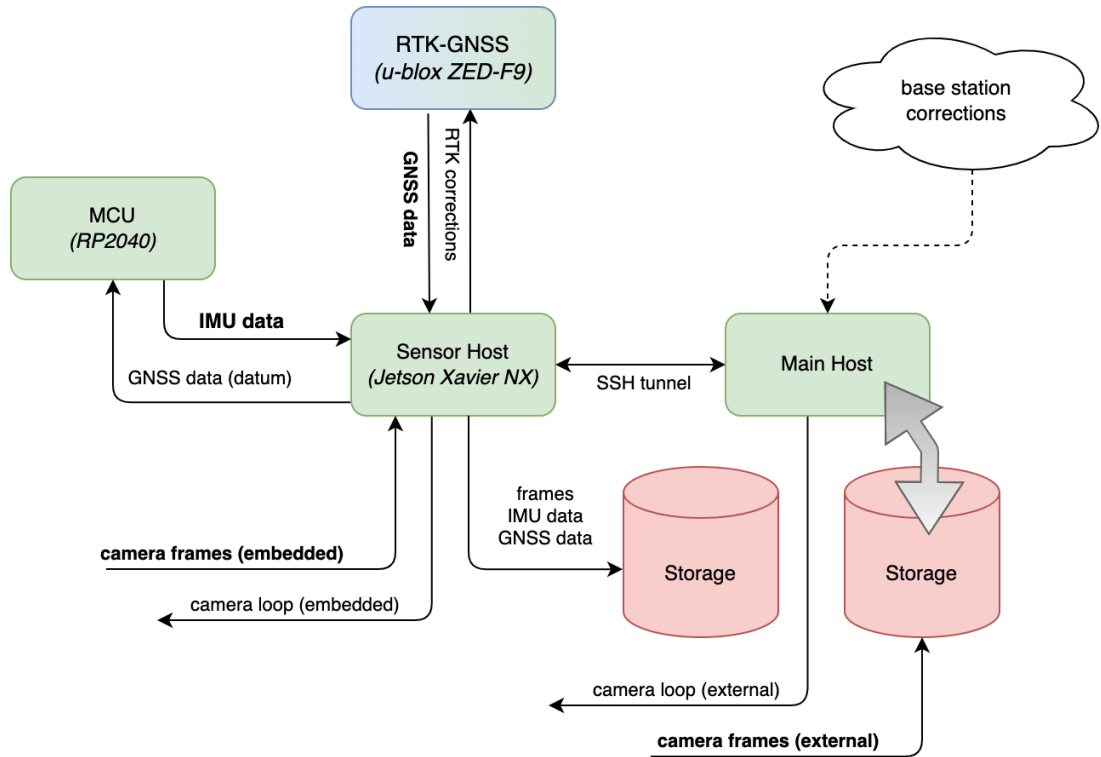 RTK-GNSS
(u-blox ZED-F9)
base station
corrections
GNSS data
RTK corrections
MCU
(RP2040)
IMU data
GNSS data (datum)
Sensor Host
(Jetson Xavier NX)
SSH tunnel
Main Host
frames
IMU data
GNSS data
camera frames (embedded)
camera loop (embedded)
Storage
Storage
camera loop (external)
camera frames (external)